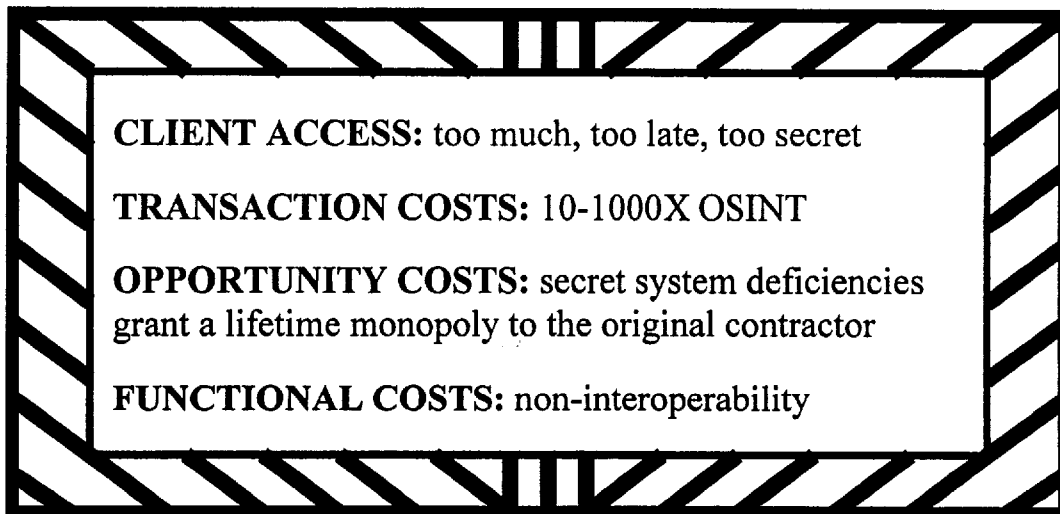 CLIENT ACCESS: too much, too late, too secret
TRANSACTION COSTS: 10-1000X OSINT
OPPORTUNITY COSTS: secret system deficiencies
grant a lifetime monopoly to the original contractor
FUNCTIONAL COSTS: non-interoperability